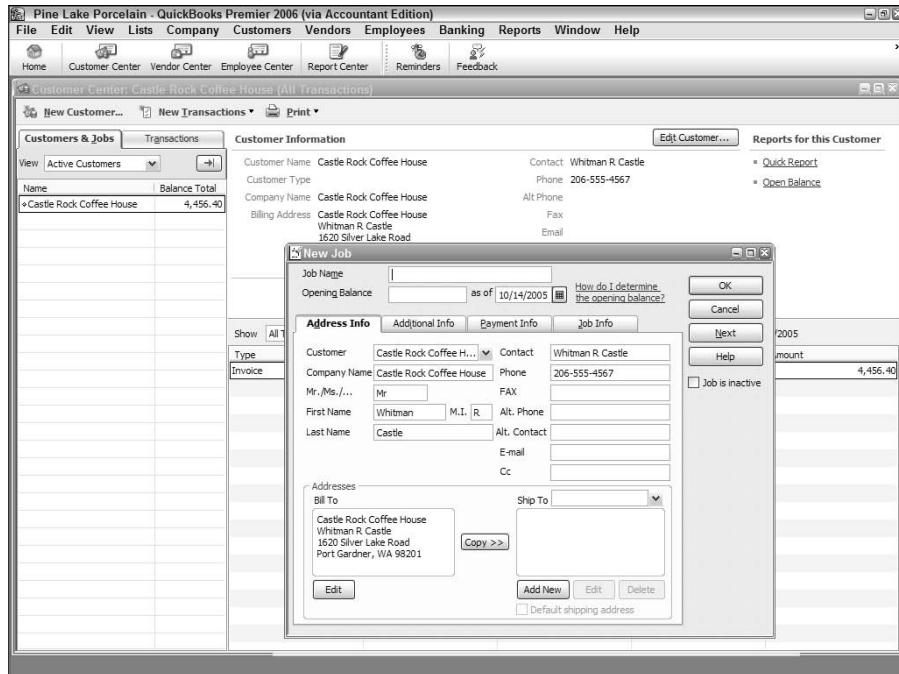 Pine Lake Porcelain - QuickBooks Premier 2006 (via Accountant Edition)
File Edit View Lists Company Customers Vendors Employees Banking Reports Window Help
Home Customer Center Vendor Center Employee Center Report Center Reminders Feedback
Customer Center: Castle Rock Coffee House (All Transactions)
New Customer... New Transactions Print
Customers & Jobs Transactions
View Active Customers
Name Balance Total
Castle Rock Coffee House 4,456.40
Customer Information Edit Customer...
Customer Name Castle Rock Coffee House Contact Whitman R Castle
Customer Type Phone 206-555-4567
Company Name Castle Rock Coffee House Alt Phone
Billing Address Castle Rock Coffee House Fax
Whitman R Castle Email
1620 Silver Lake Road
Reports for this Customer
Quick Report
Open Balance
Show All T /2005
Type mount
Invoice 4,456.40
New Job
Job Name
Opening Balance as of 10/14/2005 How do I determine
the opening balance?
OK
Cancel
Next
Help
Job is inactive
Address Info Additional Info Payment Info Job Info
Customer Castle Rock Coffee H... Contact Whitman R Castle
Company Name Castle Rock Coffee House Phone 206-555-4567
Mr./Ms./... Mr FAX
First Name Whitman M.I. R Alt. Phone
Last Name Castle Alt. Contact
E-mail
Cc
Addresses
Bill To Ship To
Castle Rock Coffee House
Whitman R Castle
1620 Silver Lake Road
Port Gardner, WA 98201
Copy >>
Edit Add New Edit Delete
Default shipping address